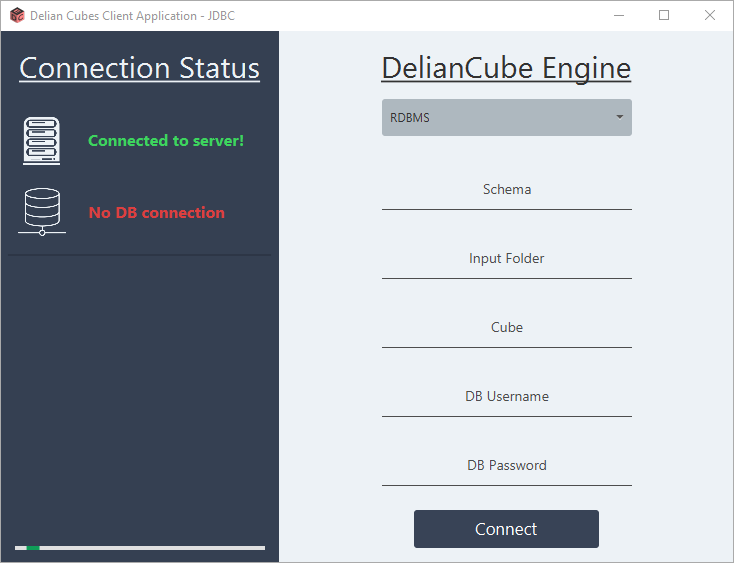 Delian Cubes Client Application - JDBC
Connection Status
Connected to server!
No DB connection
DelianCube Engine
RDBMS
Schema
Input Folder
Cube
DB Username
DB Password
Connect